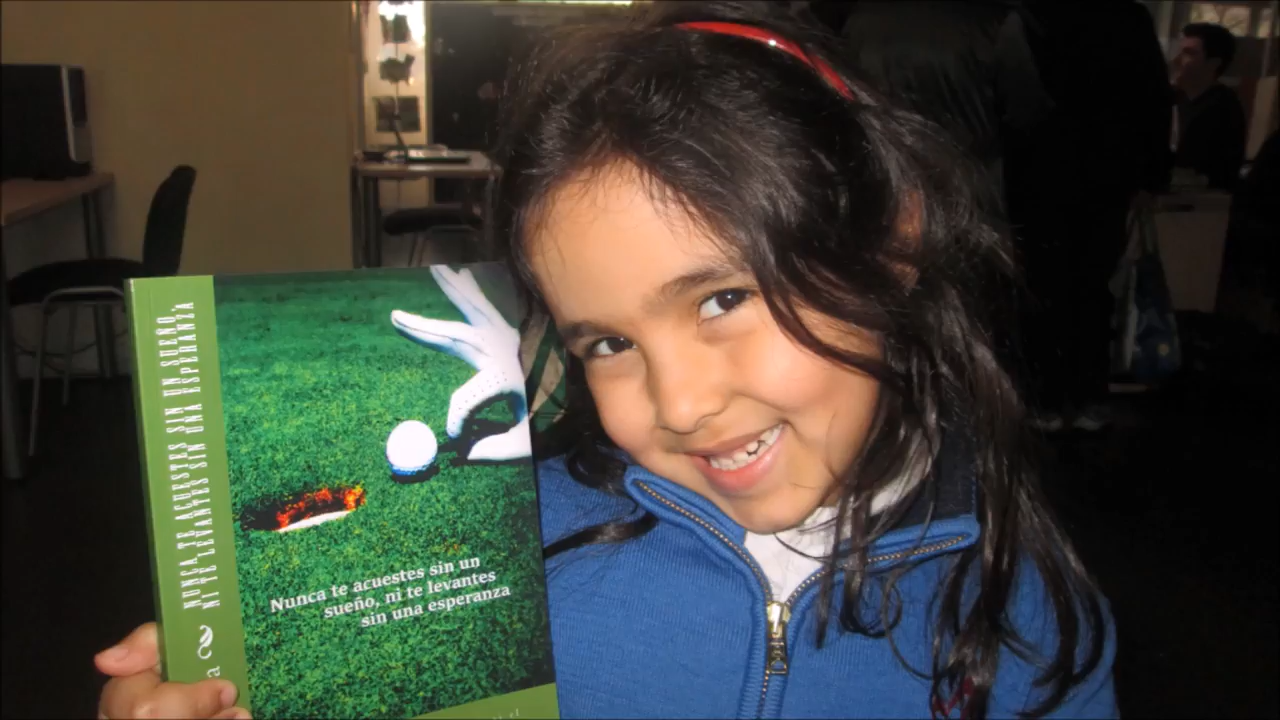 NUNCA TE ACUESTES SIN UN SUEÑO,
NI TE LEVANTES SIN UNA ESPERANZA
Nunca te acuestes sin un
sueño, ni te levantes
sin una esperanza